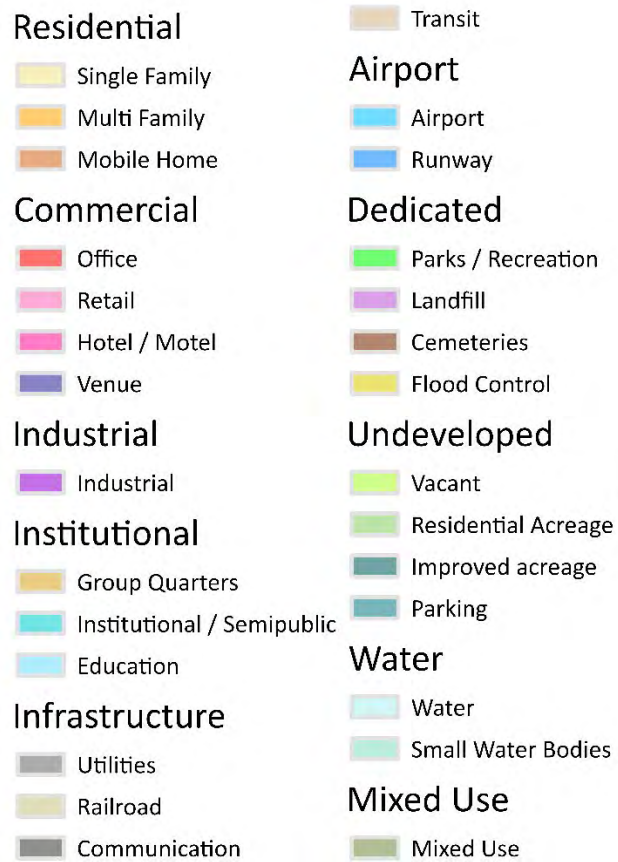 Residential
Single Family
Multi Family
Mobile Home
Commercial
Office
Retail
Hotel / Motel
Venue
Industrial
Industrial
Institutional
Group Quarters
Institutional / Semipublic
Education
Infrastructure
Utilities
Railroad
Communication
Transit
Airport
Airport
Runway
Dedicated
Parks / Recreation
Landfill
Cemeteries
Flood Control
Undeveloped
Vacant
Residential Acreage
Improved acreage
Parking
Water
Water
Small Water Bodies
Mixed Use
Mixed Use